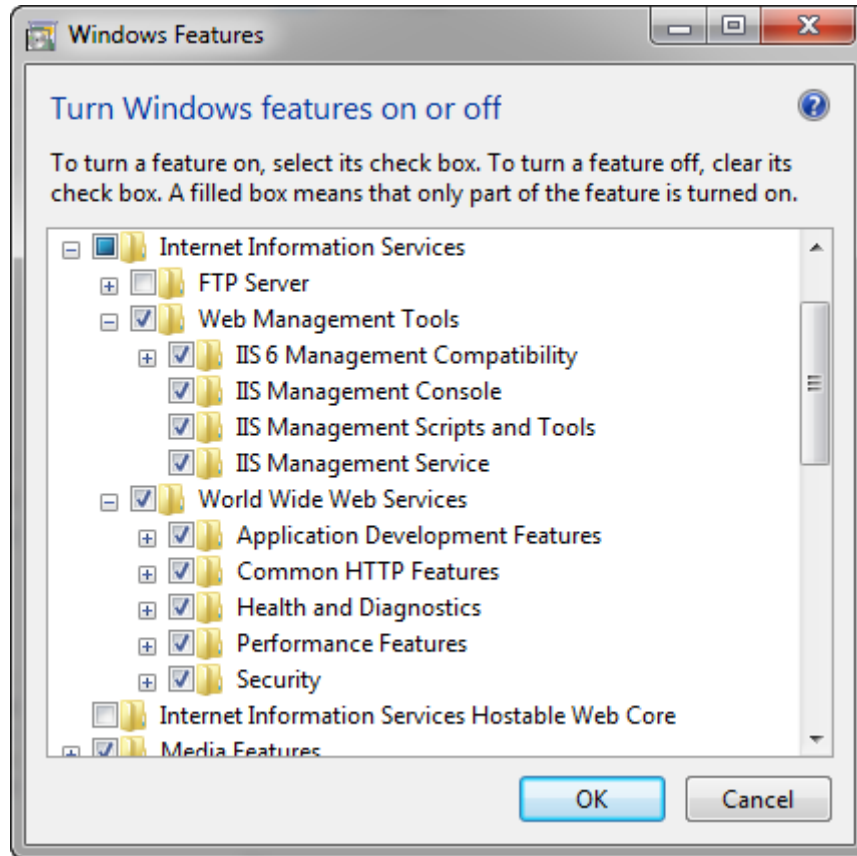 Windows Features
Turn Windows features on or off
To turn a feature on, select its check box. To turn a feature off, clear its
check box. A filled box means that only part of the feature is turned on.
Internet Information Services
FTP Server
Web Management Tools
IIS 6 Management Compatibility
IIS Management Console
IIS Management Scripts and Tools
IIS Management Service
World Wide Web Services
Application Development Features
Common HTTP Features
Health and Diagnostics
Performance Features
Security
Internet Information Services Hostable Web Core
Media Features
OK
Cancel